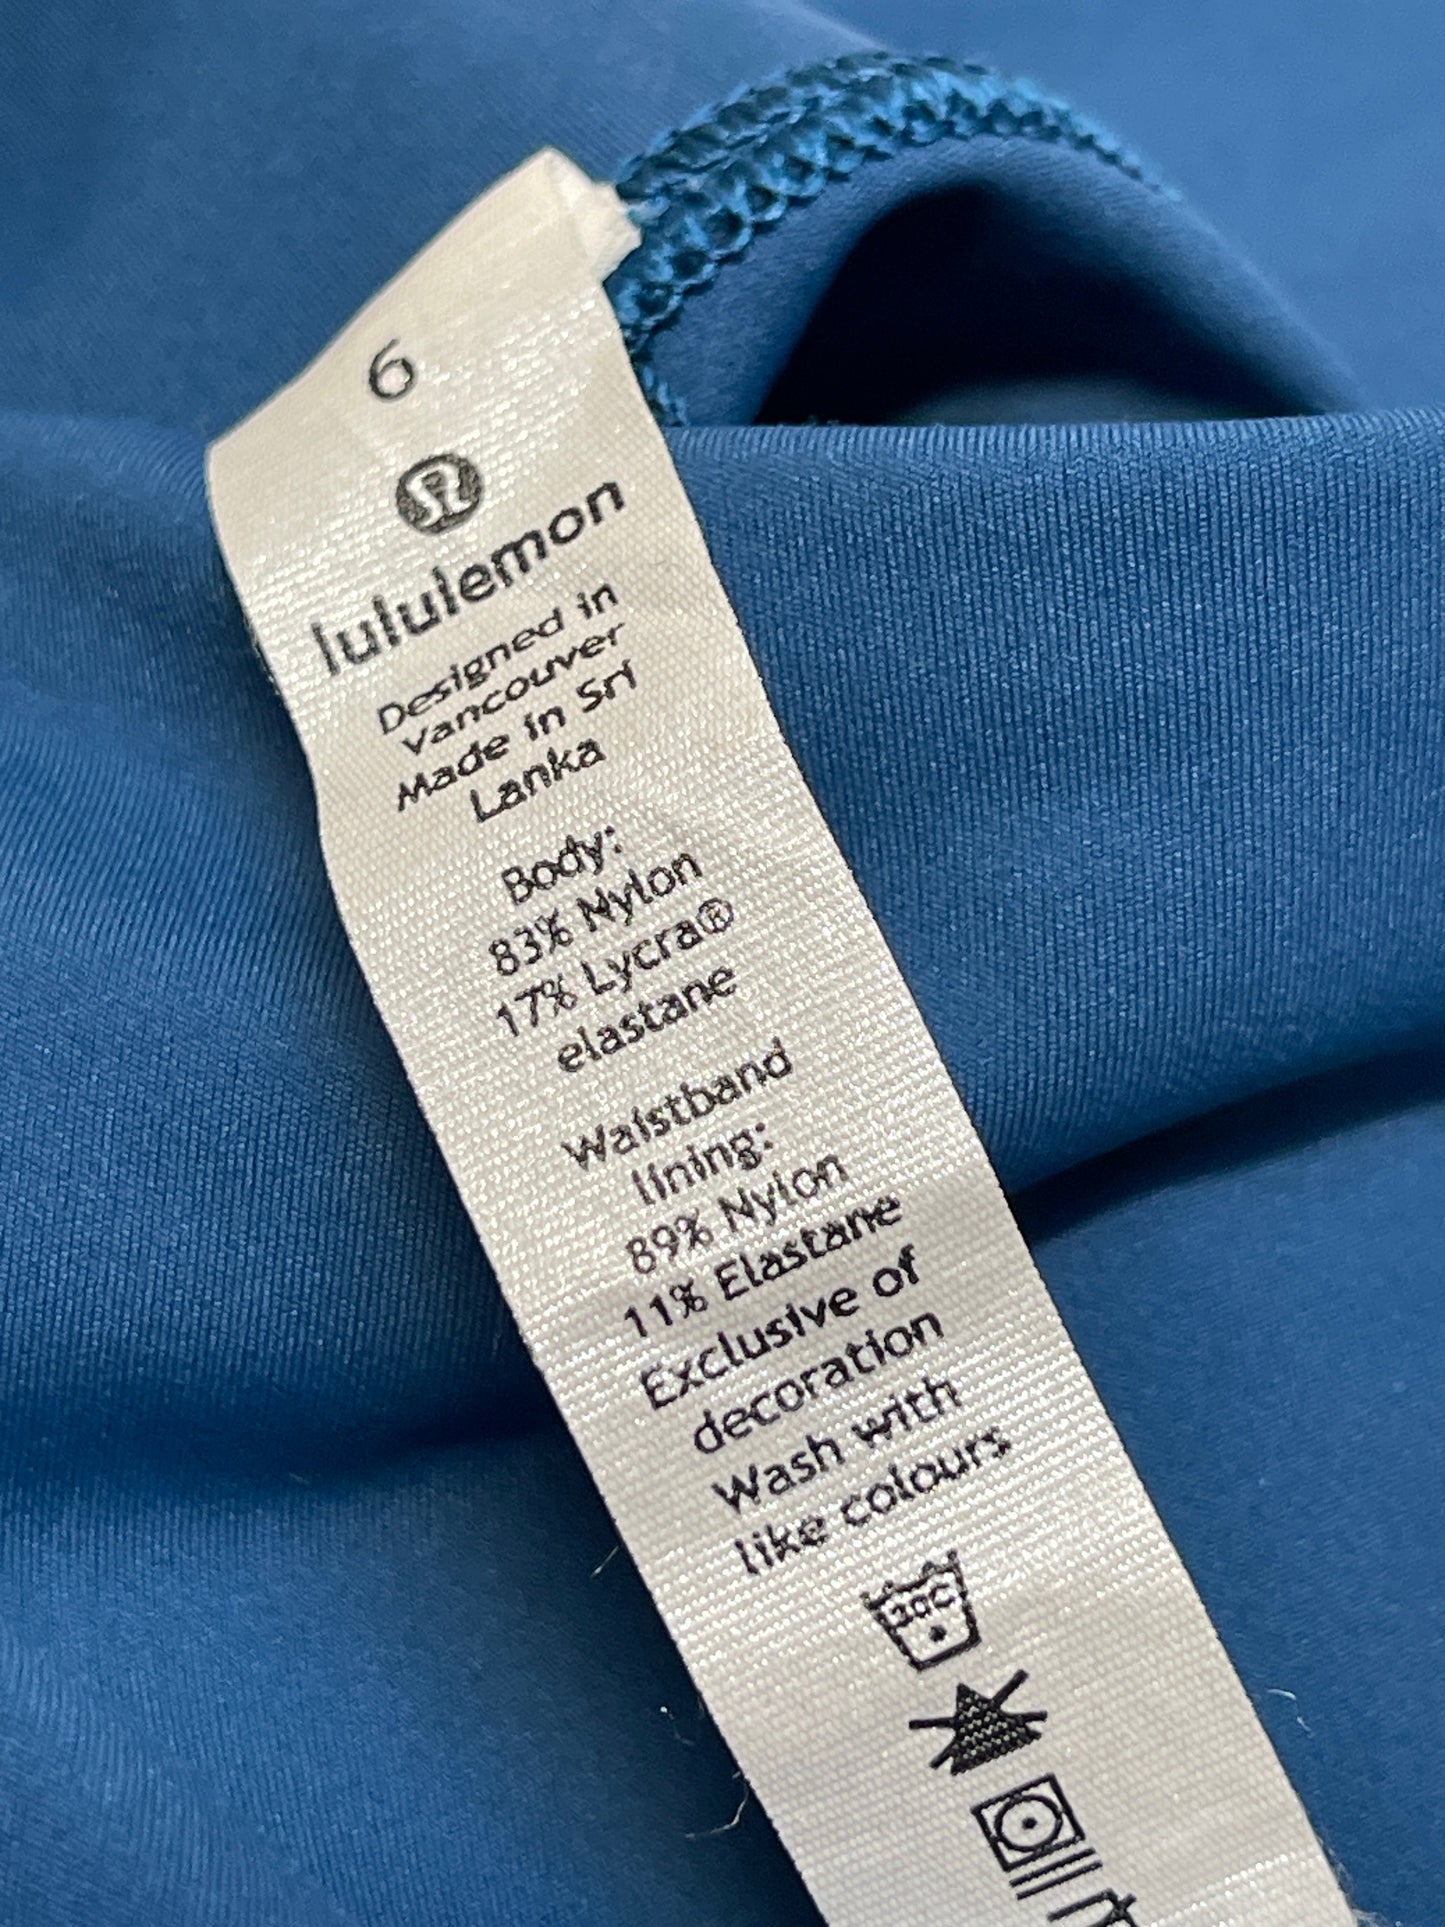 6
lululemon
Designed in
Vancouver
Made in Sri
Lanka
Body:
83% Nylon
17% Lycra®
elastane
Waistband
lining:
89% Nylon
11% Elastane
Exclusive of
decoration
Wash with
like colours
30C